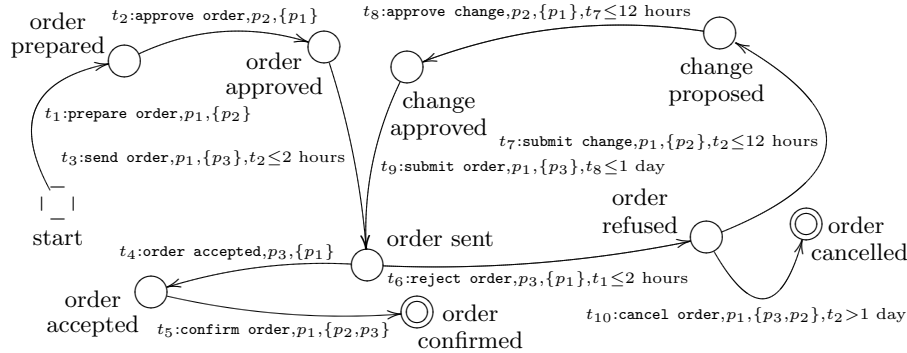 order
prepared
t₂:approve order,p₂,{p₁}
order
approved
t₈:approve change,p₂,{p₁},t₇≤12 hours
change
approved
change
proposed
t₁:prepare order,p₁,{p₂}
t₇:submit change,p₁,{p₂},t₂≤12 hours
t₃:send order,p₁,{p₃},t₂≤2 hours
t₉:submit order,p₁,{p₃},t₈≤1 day
start
order
refused
order
cancelled
order sent
t₄:order accepted,p₃,{p₁}
t₆:reject order,p₃,{p₁},t₁≤2 hours
order
accepted
t₅:confirm order,p₁,{p₂,p₃}
order
confirmed
t₁₀:cancel order,p₁,{p₃,p₂},t₂>1 day